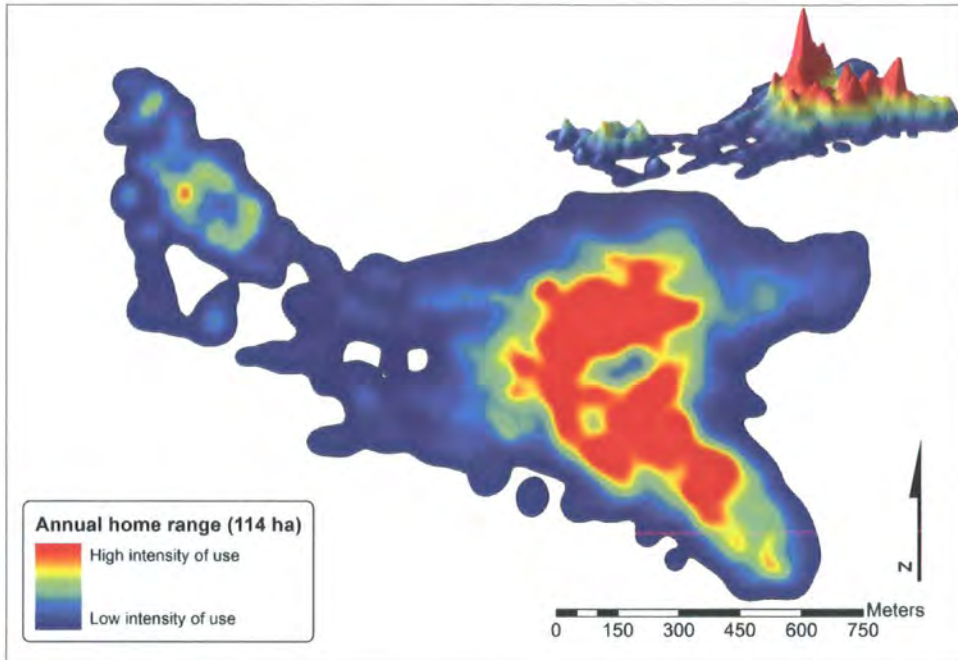 Annual home range (114 ha)
High intensity of use
Low intensity of use
N
Meters
0 150 300 450 600 750